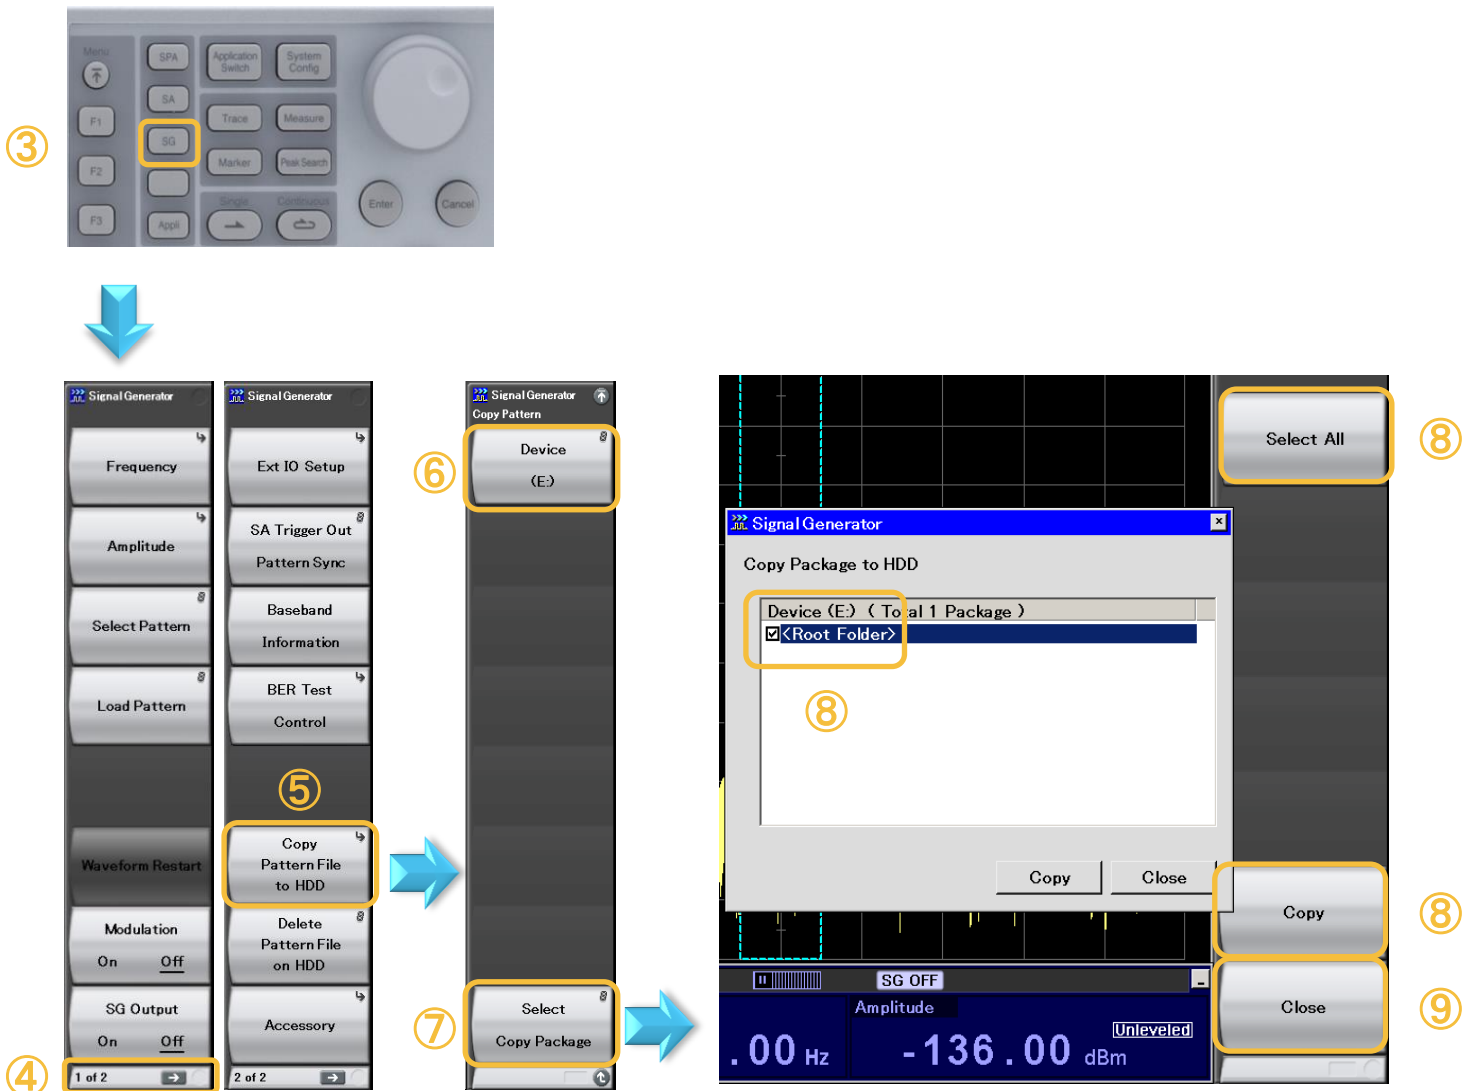 ③
Menu
SPA
Application
Switch
System
Config
SA
F1
Trace
Measure
SG
Marker
Peak Search
F2
Single
Continuous
Enter
Cancel
F3
Appli
Signal Generator
Frequency
Amplitude
Select Pattern
Load Pattern
Waveform Restart
Modulation
On Off
SG Output
On Off
④
1 of 2
Signal Generator
Ext IO Setup
SA Trigger Out
Pattern Sync
Baseband
Information
BER Test
Control
⑤
Copy
Pattern File
to HDD
Delete
Pattern File
on HDD
Accessory
2 of 2
Signal Generator
Copy Pattern
⑥
Device
(E:)
⑦
Select
Copy Package
Select All
⑧
Signal Generator
Copy Package to HDD
Device (E:) ( Total 1 Package )
<Root Folder>
⑧
Copy Close
Copy
⑧
SG OFF
Amplitude
Unleveled
.00 Hz
-136.00 dBm
Close
⑨